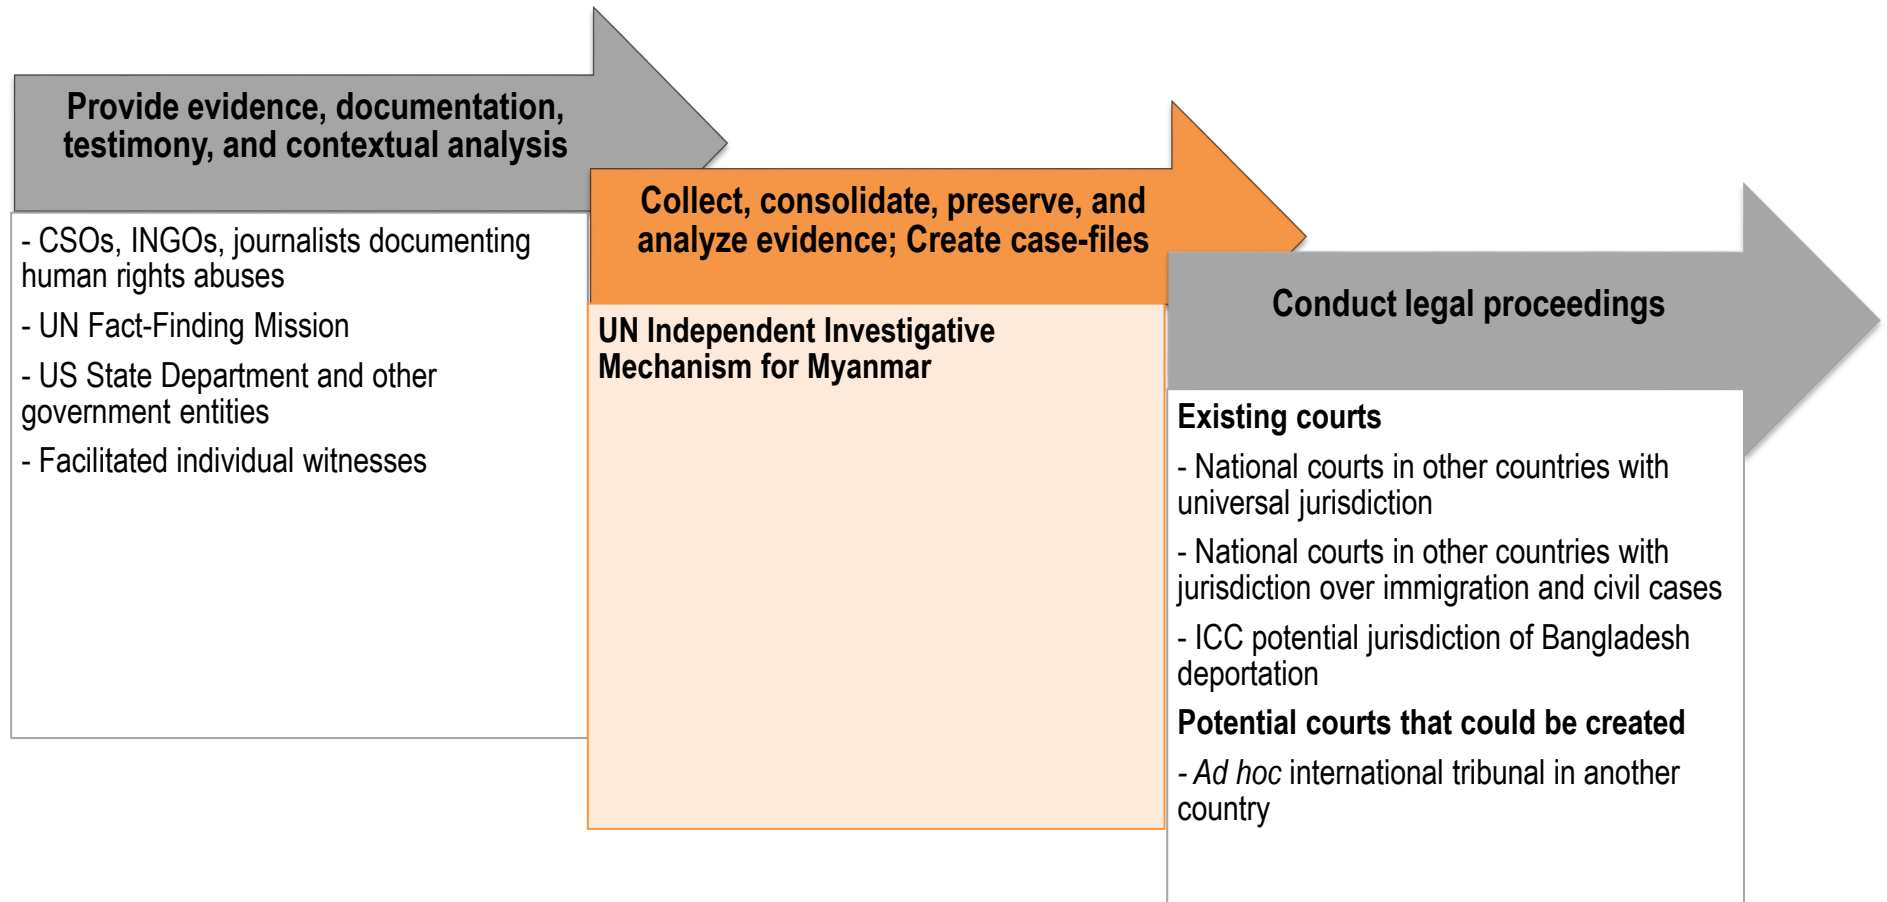 Provide evidence, documentation,
testimony, and contextual analysis
- CSOs, INGOs, journalists documenting
human rights abuses
- UN Fact-Finding Mission
- US State Department and other
government entities
- Facilitated individual witnesses
Collect, consolidate, preserve, and
analyze evidence; Create case-files
UN Independent Investigative
Mechanism for Myanmar
Conduct legal proceedings
Existing courts
- National courts in other countries with
universal jurisdiction
- National courts in other countries with
jurisdiction over immigration and civil cases
- ICC potential jurisdiction of Bangladesh
deportation
Potential courts that could be created
- Ad hoc international tribunal in another
country